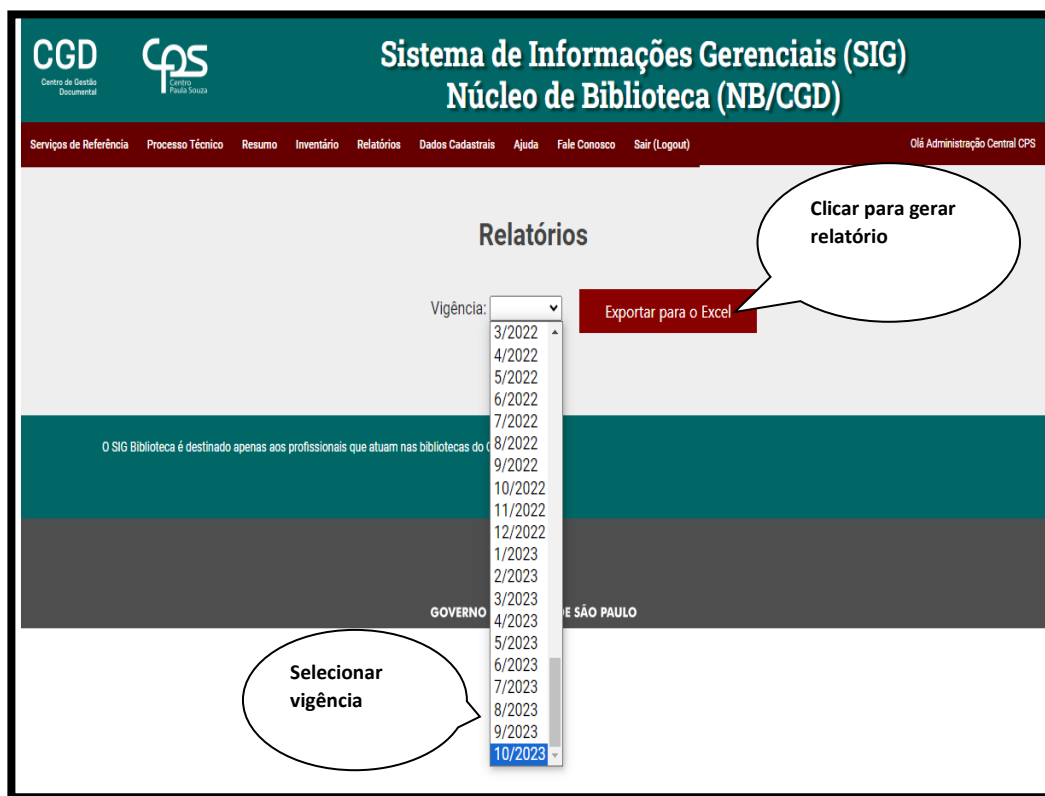 CGD
Centro de Gestão
Documental
CPS
Centro
Paula Souza
Sistema de Informações Gerenciais (SIG)
Núcleo de Biblioteca (NB/CGD)
Serviços de Referência Processo Técnico Resumo Inventário Relatórios Dados Cadastrais Ajuda Fale Conosco Sair (Logout) Olá Administração Central CPS
Clicar para gerar
relatório
Relatórios
Vigência: Exportar para o Excel
3/2022
4/2022
5/2022
6/2022
7/2022
8/2022
9/2022
10/2022
11/2022
12/2022
1/2023
2/2023
3/2023
4/2023
5/2023
6/2023
7/2023
8/2023
9/2023
10/2023
O SIG Biblioteca é destinado apenas aos profissionais que atuam nas bibliotecas do
GOVERNO DE SÃO PAULO
Selecionar
vigência